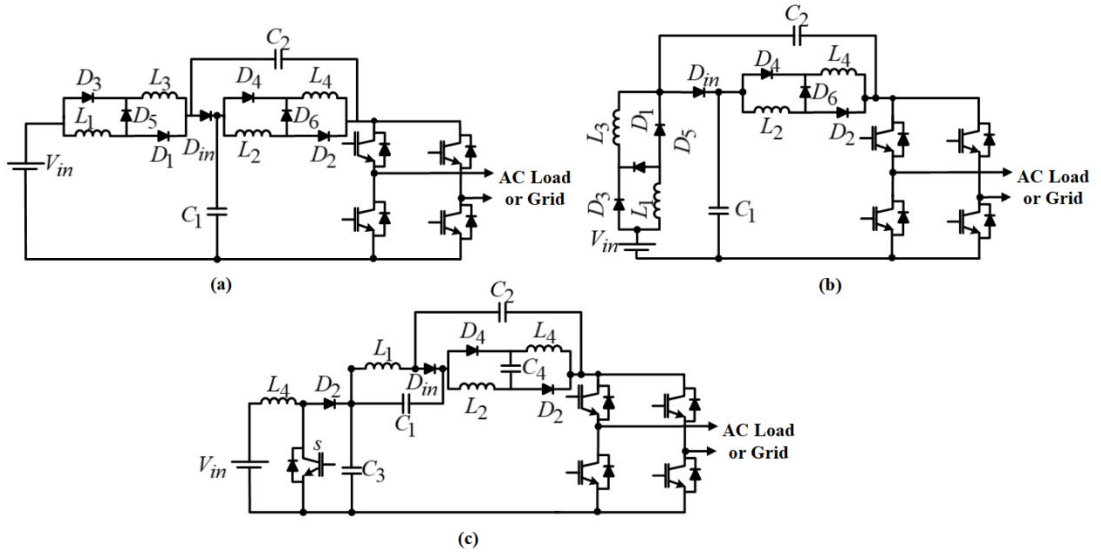 C2
D3
L3
D4
L4
L1
D5
D6
D1
Din
L2
D2
Vin
C1
AC Load
or Grid
(a)
C2
Din
D4
L4
L3
D1
D5
D6
L2
D2
D3
L1
C1
Vin
AC Load
or Grid
(b)
C2
L1
D4
L4
Din
C4
L4
D2
C1
L2
D2
s
Vin
C3
AC Load
or Grid
(c)